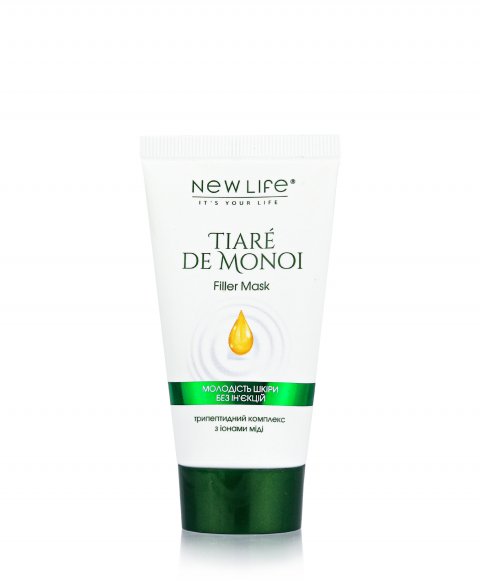 NEW LIFE®
IT'S YOUR LIFE
TIARÉ
DE MONOI
Filler Mask
МОЛОДІСТЬ ШКІРИ
БЕЗ ІН'ЄКЦІЙ
трипептидний комплекс
з іонами міді